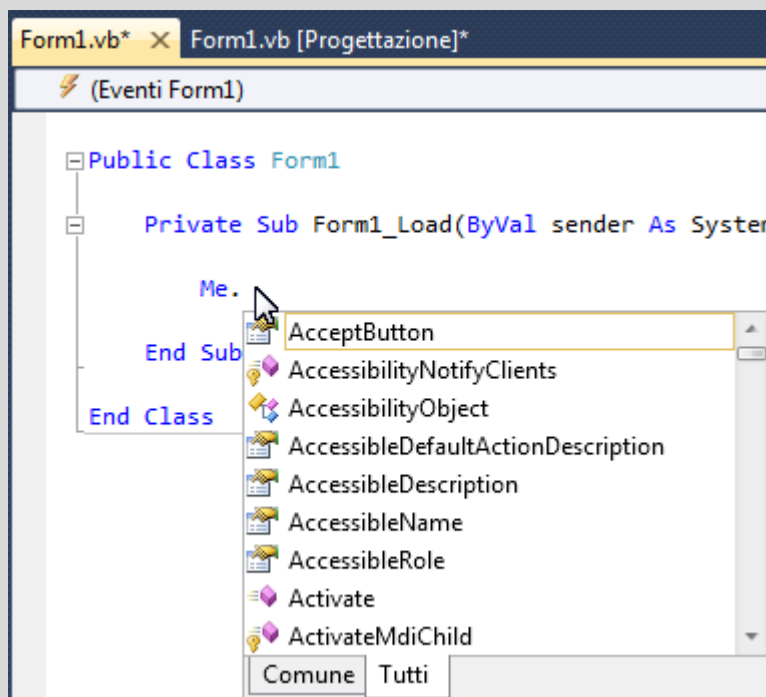 Form1.vb* Form1.vb [Progettazione]*
(Eventi Form1)
Public Class Form1
Private Sub Form1_Load(ByVal sender As System
Me.
AcceptButton
End Sub
AccessibilityNotifyClients
AccessibilityObject
End Class
AccessibleDefaultActionDescription
AccessibleDescription
AccessibleName
AccessibleRole
Activate
ActivateMdiChild
Comune Tutti